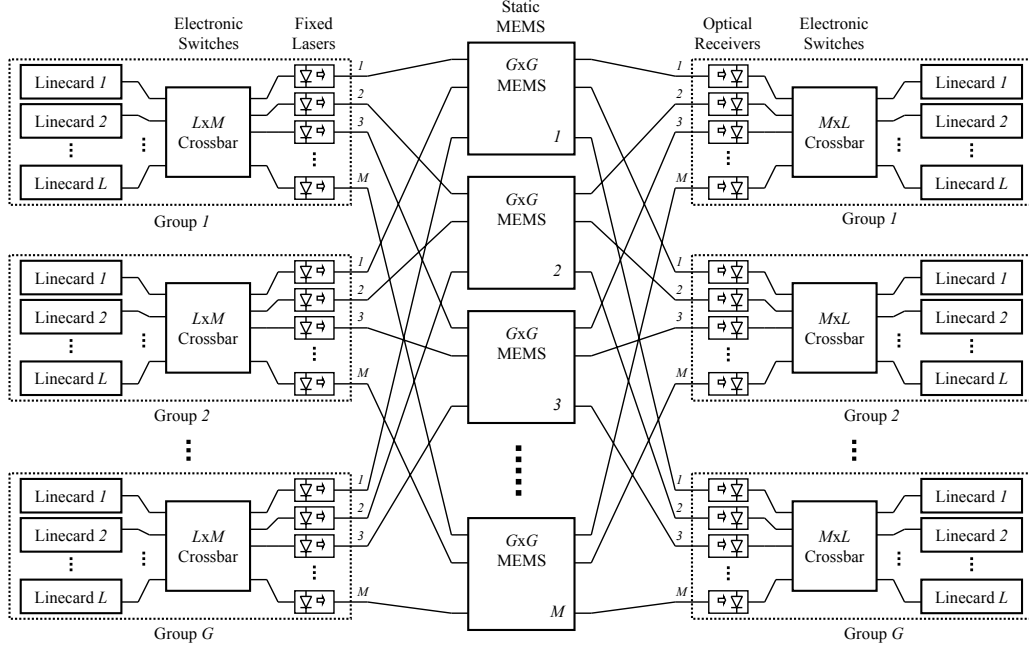 Electronic Switches
Fixed Lasers
Static MEMS
Optical Receivers
Electronic Switches
Linecard 1
Linecard 2
Linecard L
LxM Crossbar
1
2
3
M
Group 1
Linecard 1
Linecard 2
Linecard L
LxM Crossbar
1
2
3
M
Group 2
Linecard 1
Linecard 2
Linecard L
LxM Crossbar
1
2
3
M
Group G
GxG MEMS
1
GxG MEMS
2
GxG MEMS
3
GxG MEMS
M
1
2
3
M
MxL Crossbar
Linecard 1
Linecard 2
Linecard L
Group 1
1
2
3
M
MxL Crossbar
Linecard 1
Linecard 2
Linecard L
Group 2
1
2
3
M
MxL Crossbar
Linecard 1
Linecard 2
Linecard L
Group G